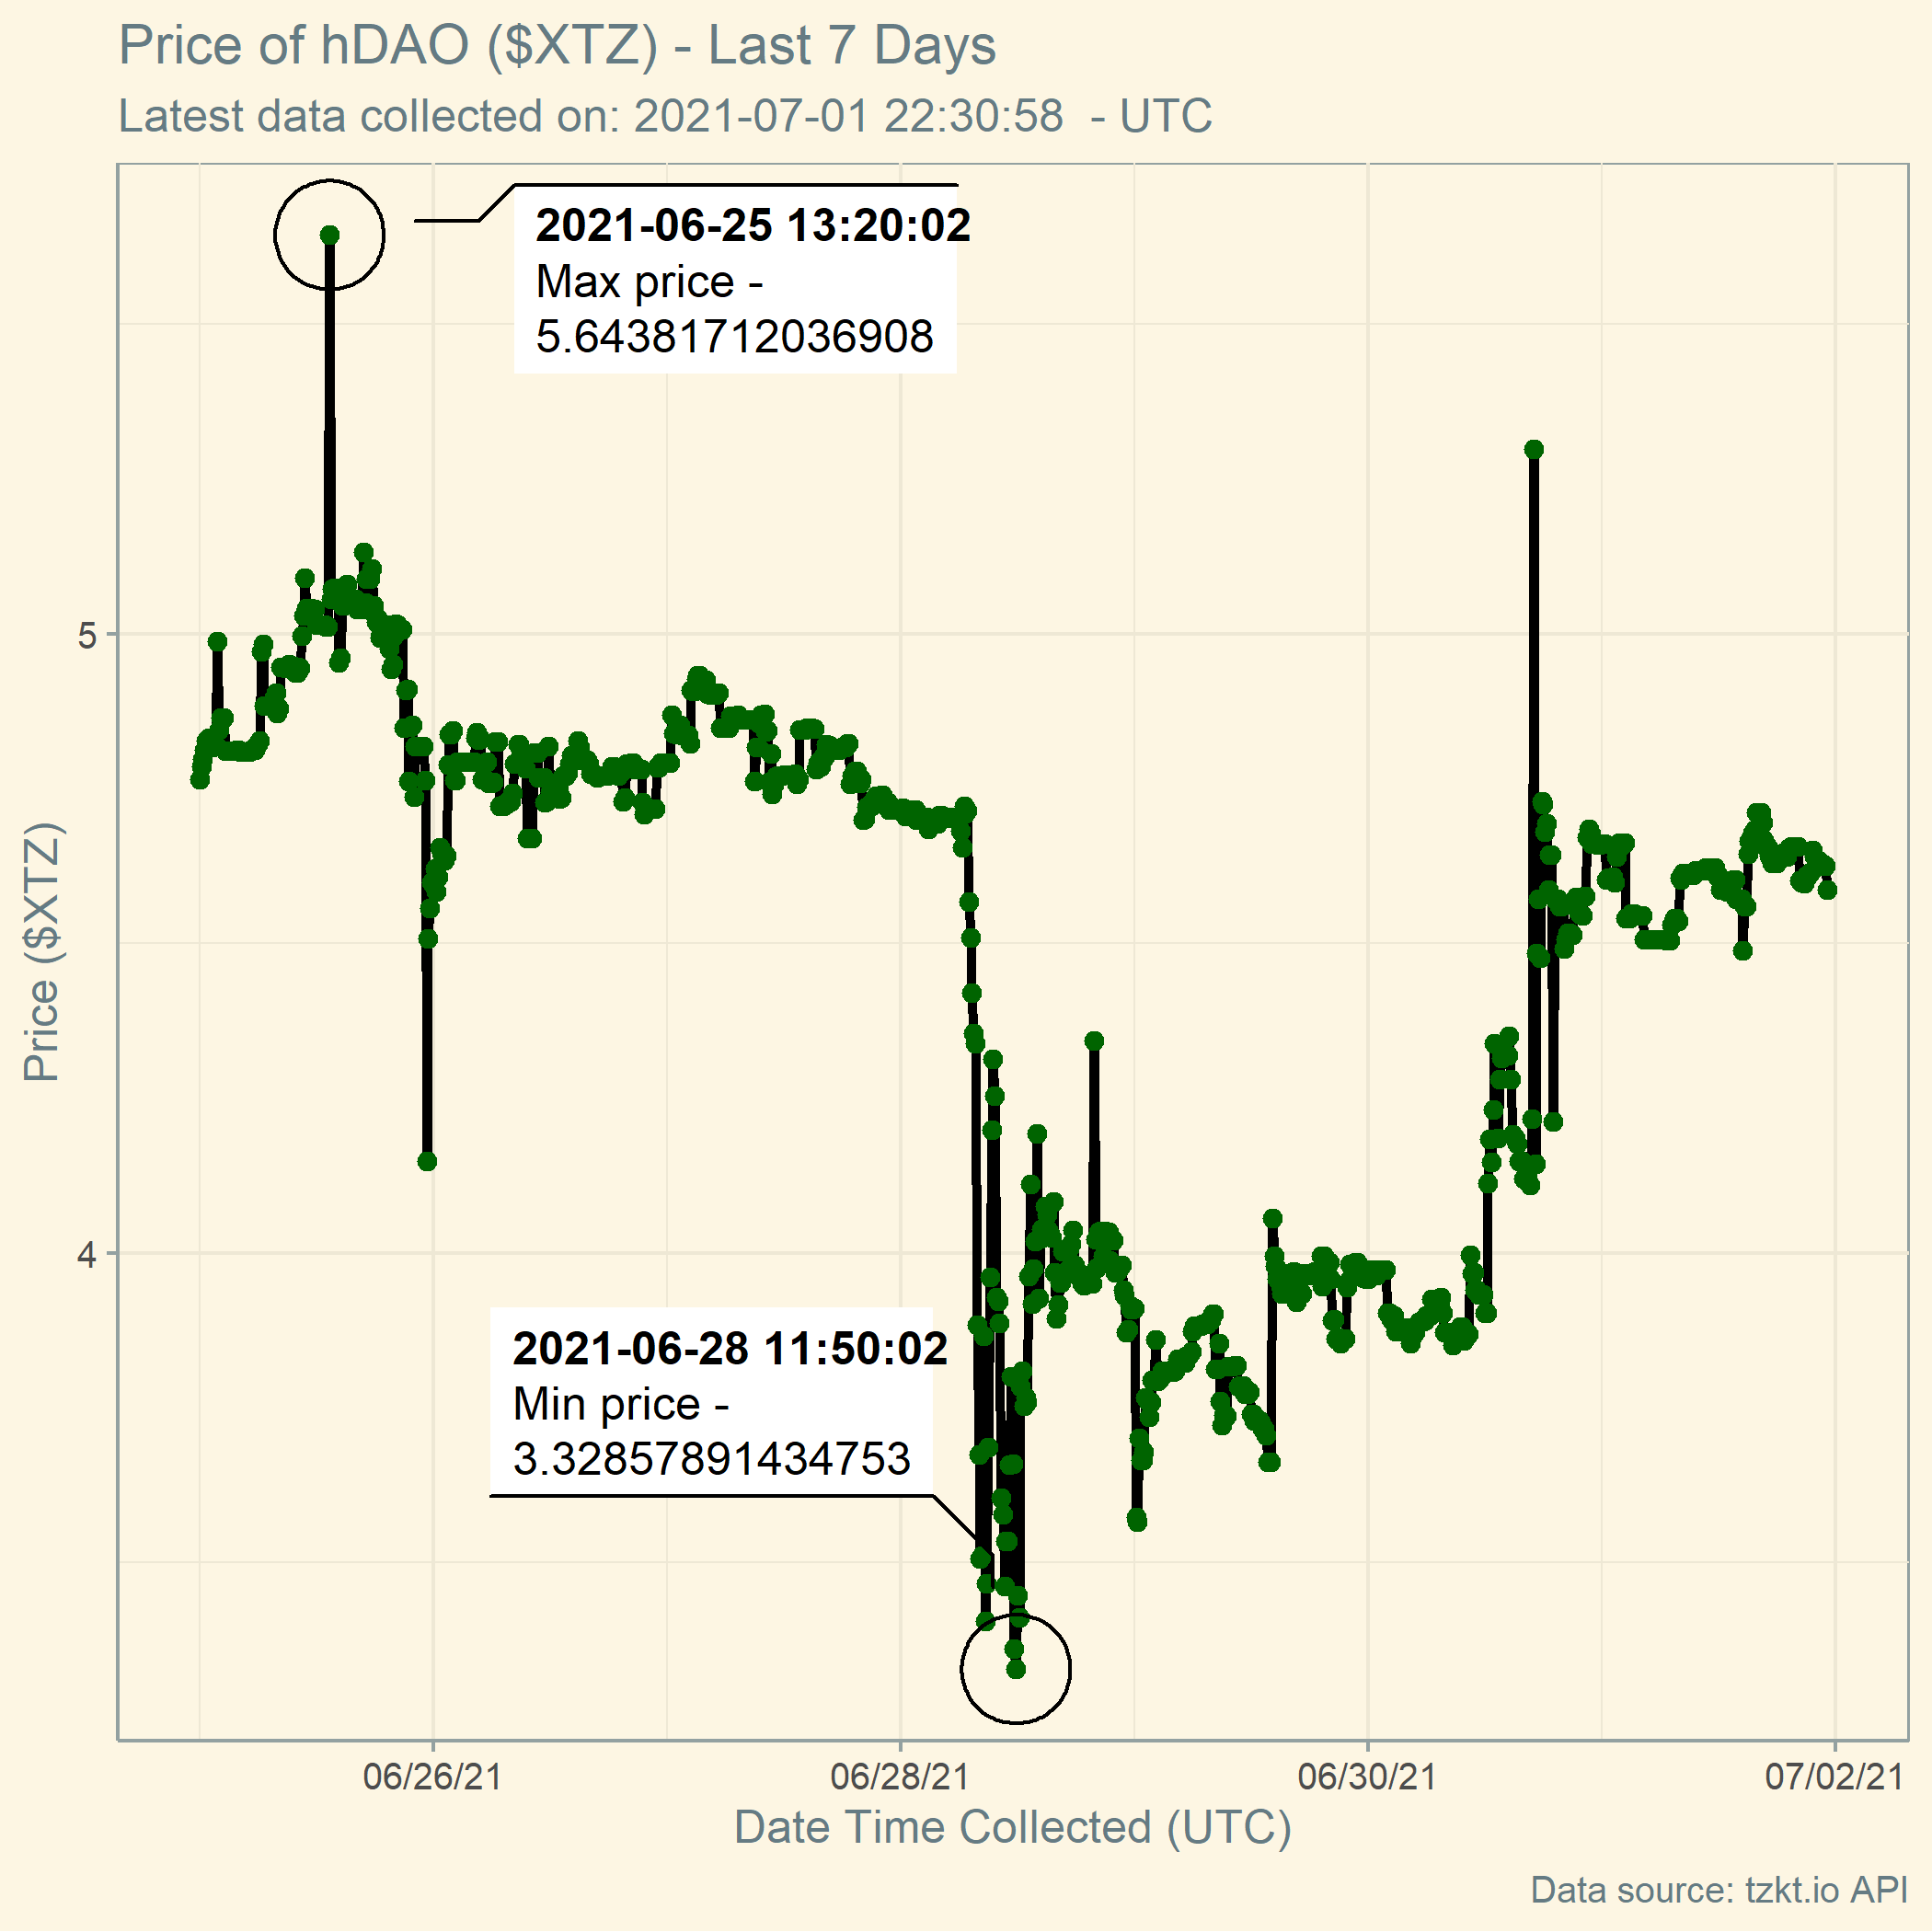 Price of hDAO ($XTZ) - Last 7 Days
Latest data collected on: 2021-07-01 22:30:58  - UTC
2021-06-25 13:20:02
Max price -
5.64381712036908
5
Price ($XTZ)
4
2021-06-28 11:50:02
Min price -
3.32857891434753
06/26/21
06/28/21
06/30/21
07/02/21
Date Time Collected (UTC)
Data source: tzkt.io API